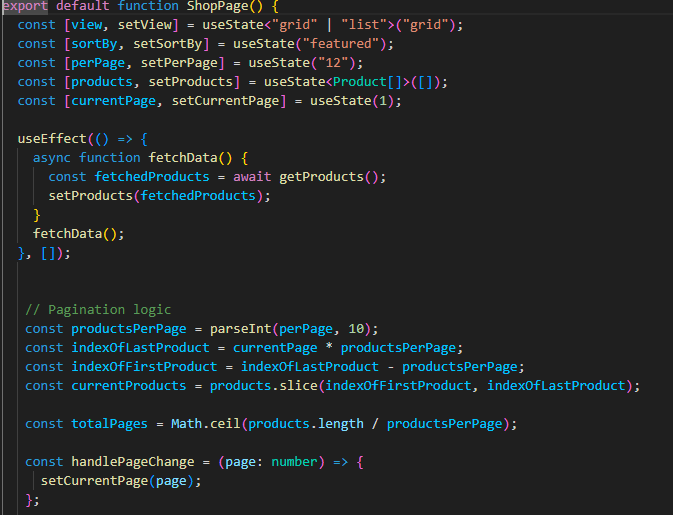 export default function ShopPage() {
const [view, setView] = useState<"grid" | "list">("grid");
const [sortBy, setSortBy] = useState("featured");
const [perPage, setPerPage] = useState("12");
const [products, setProducts] = useState<Product[]>([]);
const [currentPage, setCurrentPage] = useState(1);
useEffect(() => {
async function fetchData() {
const fetchedProducts = await getProducts();
setProducts(fetchedProducts);
}
fetchData();
}, []);
// Pagination logic
const productsPerPage = parseInt(perPage, 10);
const indexOfLastProduct = currentPage * productsPerPage;
const indexOfFirstProduct = indexOfLastProduct - productsPerPage;
const currentProducts = products.slice(indexOfFirstProduct, indexOfLastProduct);
const totalPages = Math.ceil(products.length / productsPerPage);
const handlePageChange = (page: number) => {
setCurrentPage(page);
};